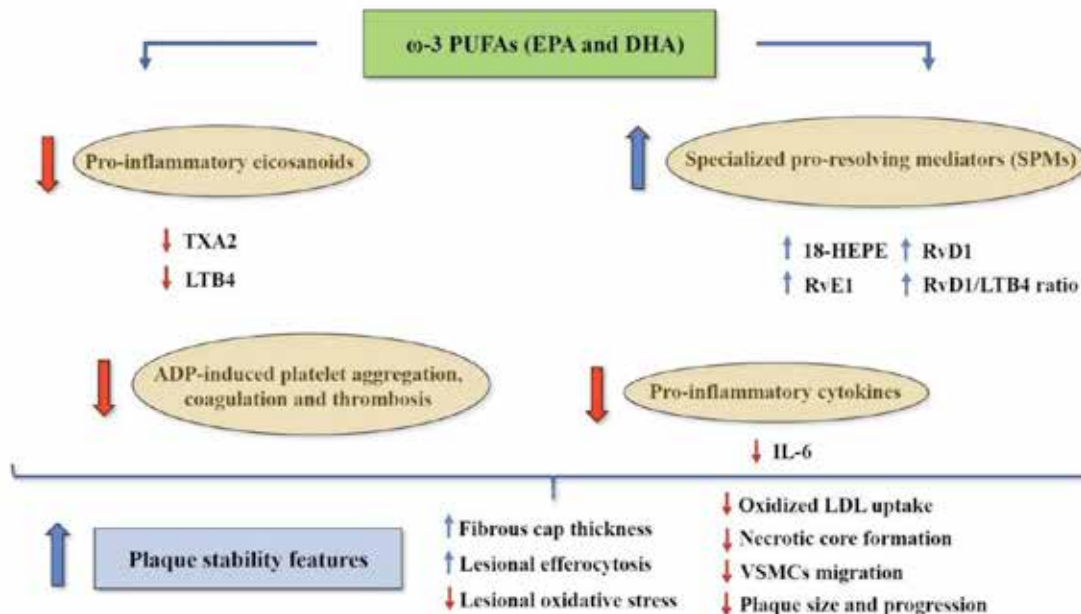 ω-3 PUFAs (EPA and DHA)
Pro-inflammatory eicosanoids
Specialized pro-resolving mediators (SPMs)
TXA2
LTB4
18-HEPE
RvD1
RvE1
RvD1/LTB4 ratio
ADP-induced platelet aggregation,
coagulation and thrombosis
Pro-inflammatory cytokines
IL-6
Plaque stability features
Fibrous cap thickness
Lesional efferocytosis
Lesional oxidative stress
Oxidized LDL uptake
Necrotic core formation
VSMCs migration
Plaque size and progression